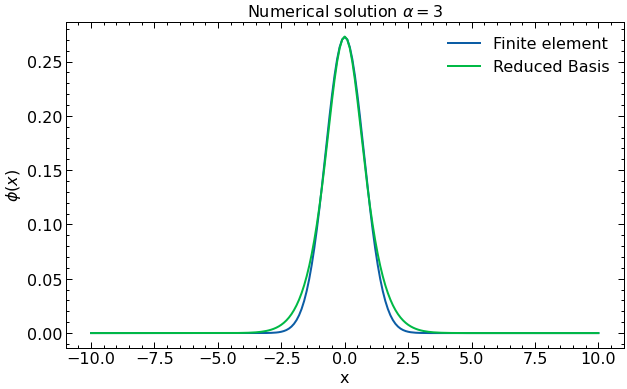 Numerical solution α = 3
Finite element
Reduced Basis
0.25
0.20
0.15
0.10
0.05
0.00
ϕ(x)
−10.0 −7.5 −5.0 −2.5 0.0 2.5 5.0 7.5 10.0
x